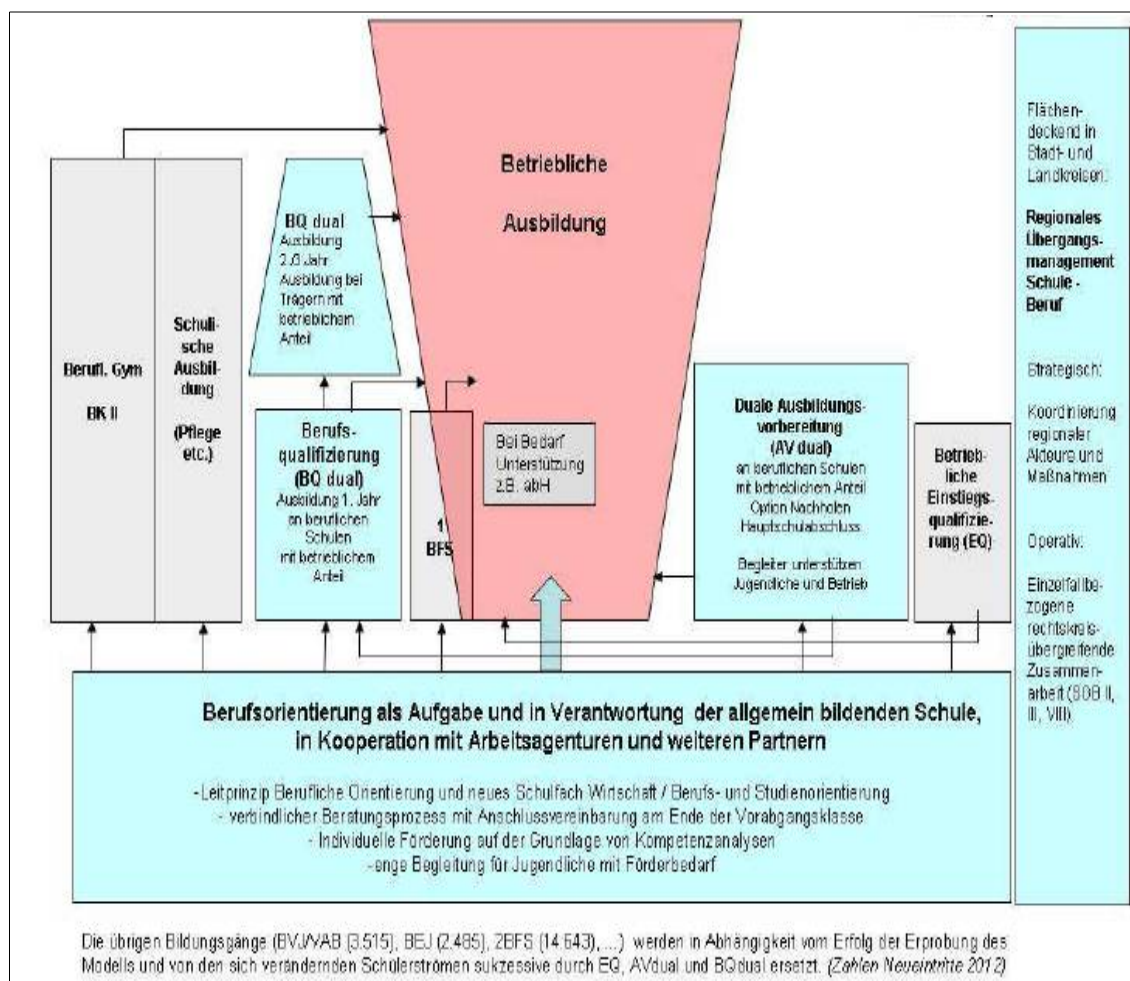 Betriebliche
Ausbildung
BQ dual
Ausbildung
2./3 Jahr
Ausbildung bei
Trägern mit
betrieblichem
Anteil
Schuli-
sche
Ausbil-
dung
(Pflege
etc.)
Berufl. Gym
BK II
Berufs-
qualifizierung
(BQ dual)
Ausbildung 1. Jahr
an beruflichen
Schulen
mit betrieblichem
Anteil
1
BFS
Bei Bedarf
Unterstützung
z.B. abH
Duale Ausbildungs-
vorbereitung
(AV dual)
an beruflichen Schulen
mit betrieblichem Anteil
Option Nachholen
Hauptschulabschluss.
Begleiter unterstützen
Jugendliche und Betrieb
Betrieb-
liche
Einstiegs-
qualifizie-
rung (EQ)
Flächen-
deckend in
Stadt- und
Landkreisen:
Regionales
Übergangs-
management
Schule -
Beruf
Strategisch:
Koordinierung
regionaler
Akteure und
Maßnahmen
Operativ:
Einzelfallbe-
zogene
rechtskreis-
übergreifende
Zusammen-
arbeit (SGB II,
III, VIII)
Berufsorientierung als Aufgabe und in Verantwortung der allgemein bildenden Schule,
in Kooperation mit Arbeitsagenturen und weiteren Partnern
-Leitprinzip Berufliche Orientierung und neues Schulfach Wirtschaft / Berufs- und Studienorientierung
- verbindlicher Beratungsprozess mit Anschlussvereinbarung am Ende der Vorabgangsklasse
- Individuelle Förderung auf der Grundlage von Kompetenzanalysen
-enge Begleitung für Jugendliche mit Förderbedarf
Die übrigen Bildungsgänge (BVJ/VAB (3.515), BEJ (2.485), 2BFS (14.643), ...) werden in Abhängigkeit vom Erfolg der Erprobung des
Modells und von den sich verändernden Schülerströmen sukzessive durch EQ, AVdual und BQdual ersetzt. (Zahlen Neueintritte 2012)